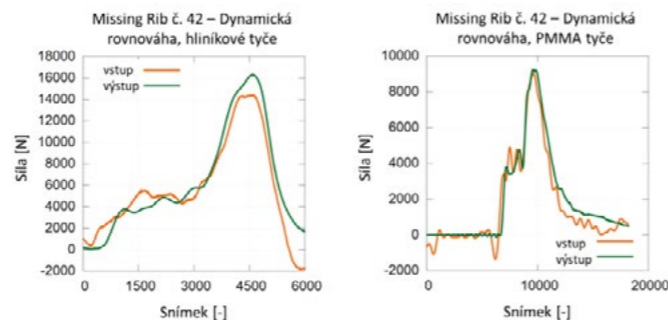 Missing Rib č. 42 – Dynamická
rovnováha, hliníkové tyče
18000
16000
14000
12000
10000
8000
6000
4000
2000
0
-2000
Síla [N]
vstup
výstup
0
1500
3000
4500
6000
Snímek [-]
Missing Rib č. 42 – Dynamická
rovnováha, PMMA tyče
10000
8000
6000
4000
2000
0
-2000
Síla [N]
vstup
výstup
0
10000
20000
Snímek [-]